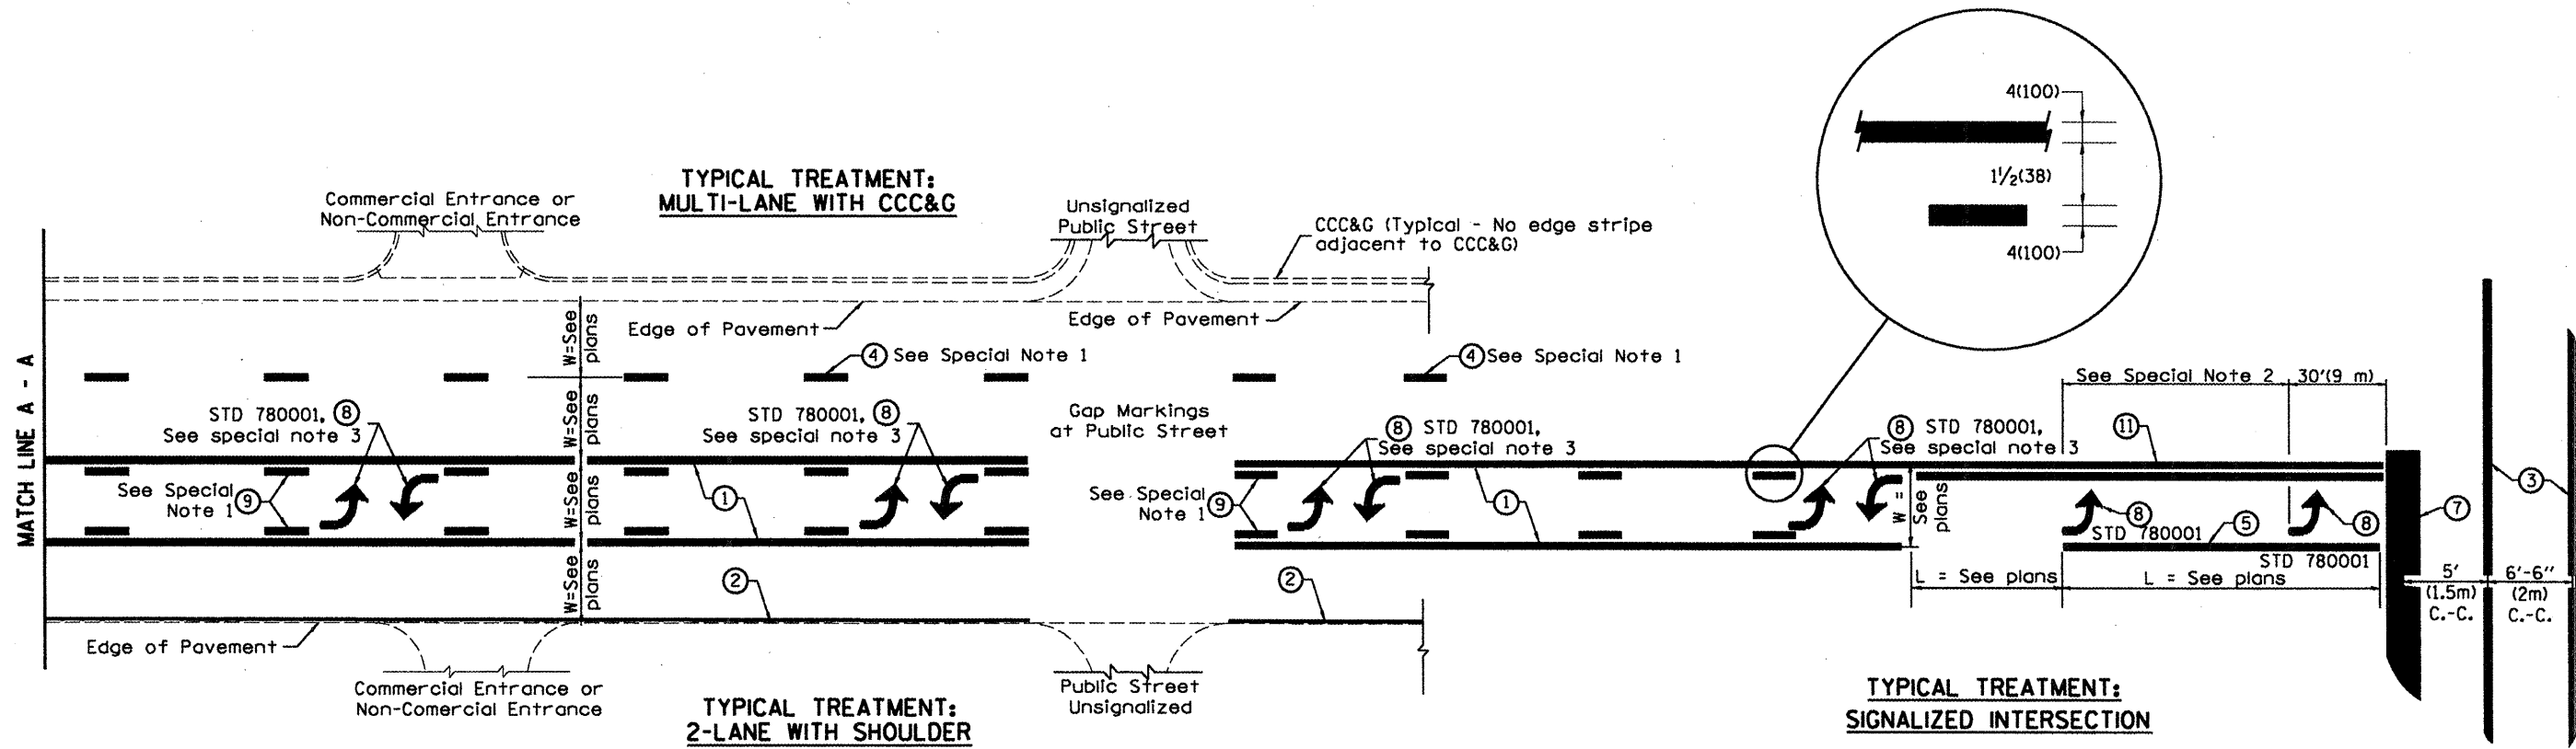 4(100)
1½(38)
4(100)
TYPICAL TREATMENT:
MULTI-LANE WITH CCC&G
Commercial Entrance or
Non-Commercial Entrance
Unsignalized
Public Street
CCC&G (Typical - No edge stripe
adjacent to CCC&G)
MATCH LINE A - A
W=See
plans
Edge of Pavement
Edge of Pavement
4 See Special Note 1
4 See Special Note 1
See Special Note 2
30'(9 m)
W=See
plans
STD 780001, 8
See special note 3
STD 780001, 8
See special note 3
Gap Markings
at Public Street
8 STD 780001,
See special note 3
8 STD 780001,
See special note 3
11
3
See Special
Note 1
9
W=See
plans
1
See Special
Note 1
9
1
W =
See
plans
8
STD 780001
5
8
7
STD 780001
W=See
plans
2
2
L = See plans
L = See plans
5'
(1.5m)
C.-C.
6'-6"
(2m)
C.-C.
Edge of Pavement
Commercial Entrance or
Non-Comercial Entrance
Public Street
Unsignalized
TYPICAL TREATMENT:
2-LANE WITH SHOULDER
TYPICAL TREATMENT:
SIGNALIZED INTERSECTION